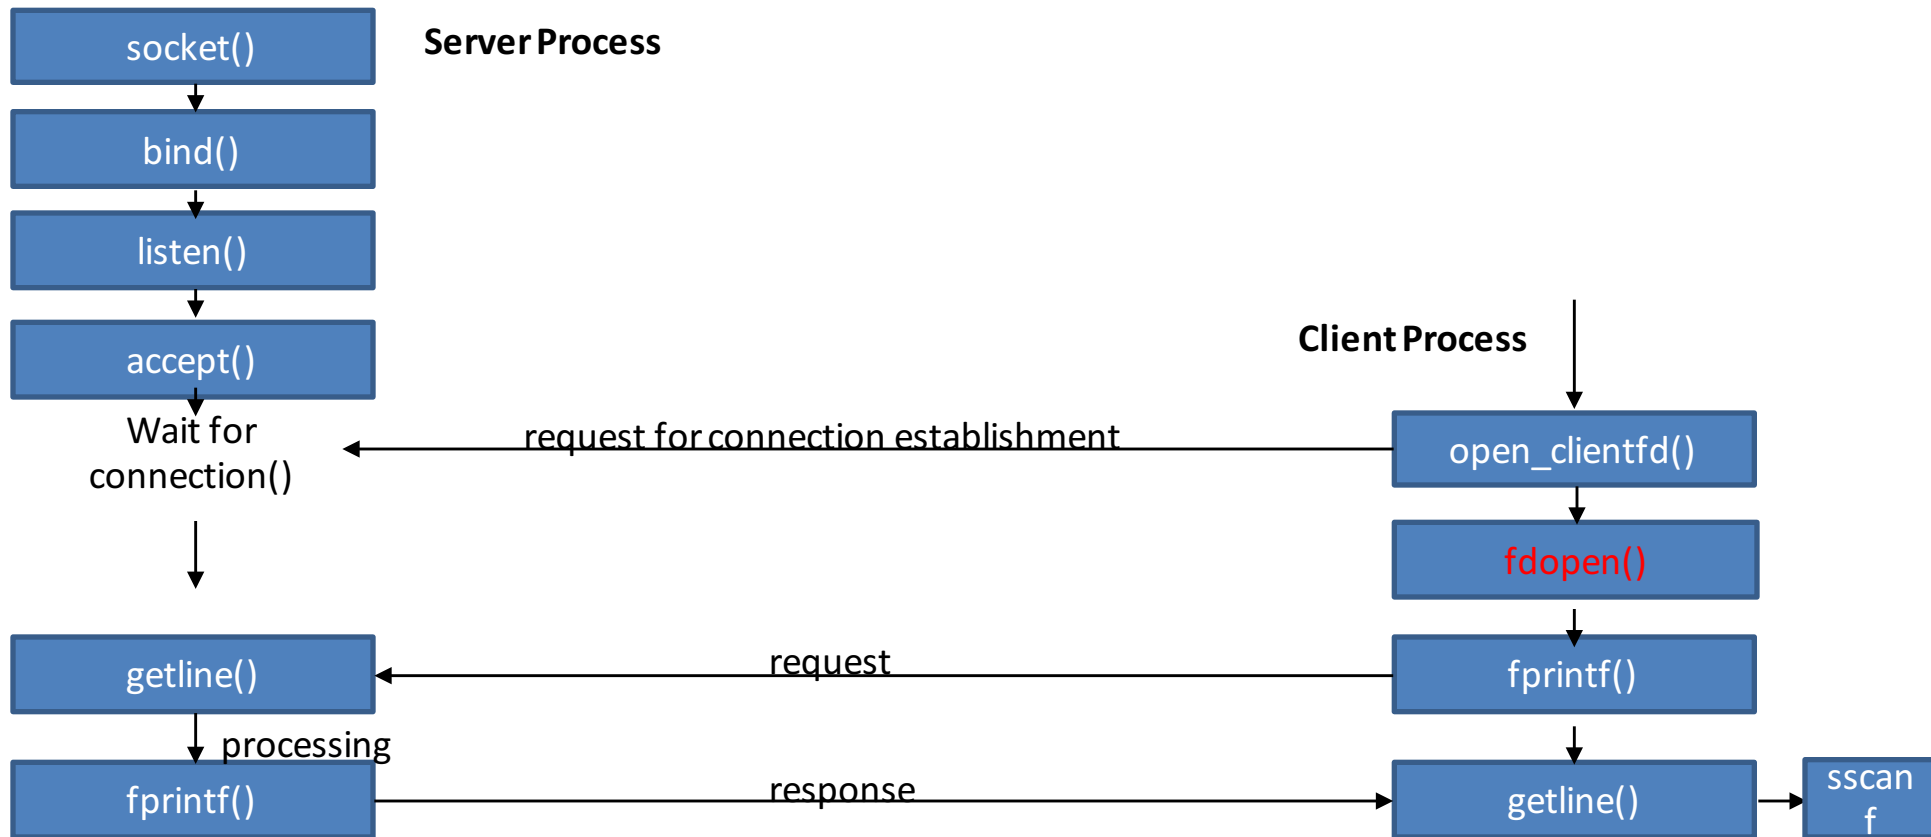 socket()
Server Process
bind()
listen()
accept()
Client Process
Wait for
connection()
request for connection establishment
open_clientfd()
fdopen()
getline()
request
fprintf()
processing
fprintf()
response
getline()
sscan
f